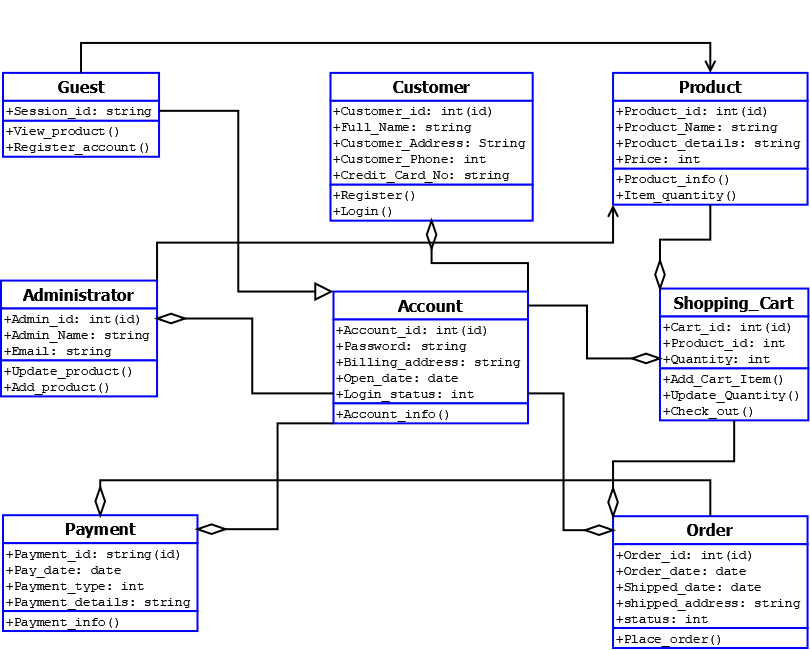 Guest
+Session_id: string
+View_product()
+Register_account()
Customer
+Customer_id: int(id)
+Full_Name: string
+Customer_Address: String
+Customer_Phone: int
+Credit_Card_No: string
+Register()
+Login()
Product
+Product_id: int(id)
+Product_Name: string
+Product_details: string
+Price: int
+Product_info()
+Item_quantity()
Administrator
+Admin_id: int(id)
+Admin_Name: string
+Email: string
+Update_product()
+Add_product()
Account
+Account_id: int(id)
+Password: string
+Billing_address: string
+Open_date: date
+Login_status: int
+Account_info()
Shopping_Cart
+Cart_id: int(id)
+Product_id: int
+Quantity: int
+Add_Cart_Item()
+Update_Quantity()
+Check_out()
Payment
+Payment_id: string(id)
+Pay_date: date
+Payment_type: int
+Payment_details: string
+Payment_info()
Order
+Order_id: int(id)
+Order_date: date
+Shipped_date: date
+shipped_address: string
+status: int
+Place_order()